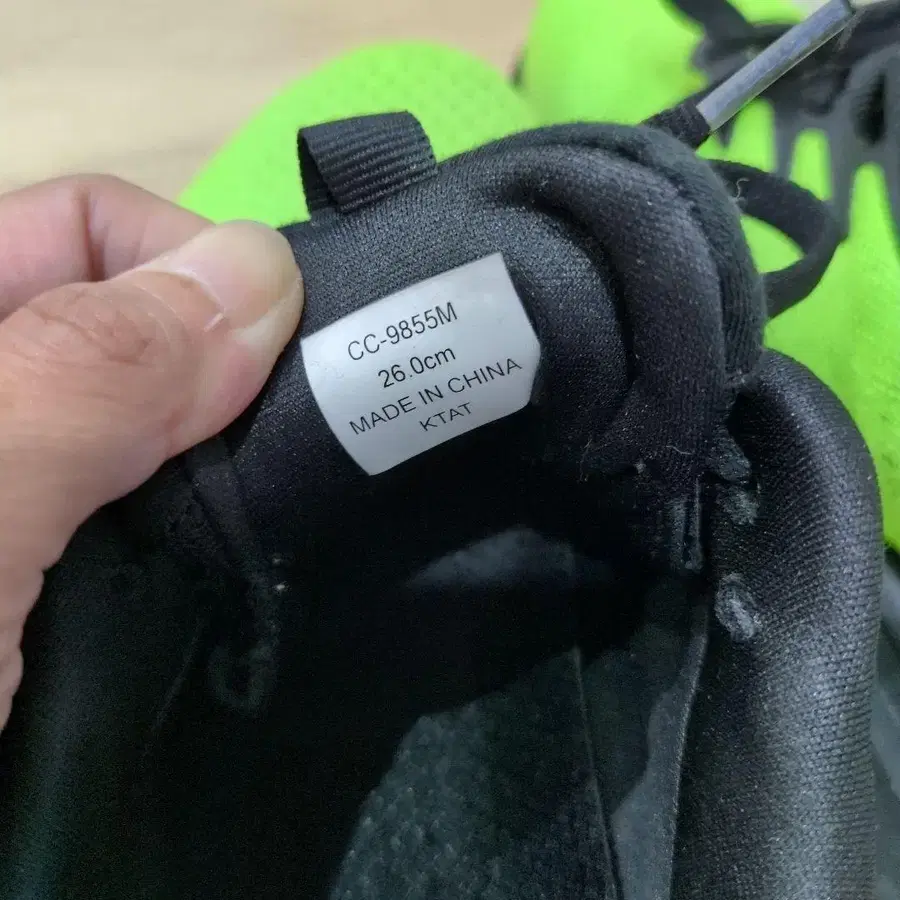 CC-9855M
26.0cm
MADE IN CHINA
KTAT